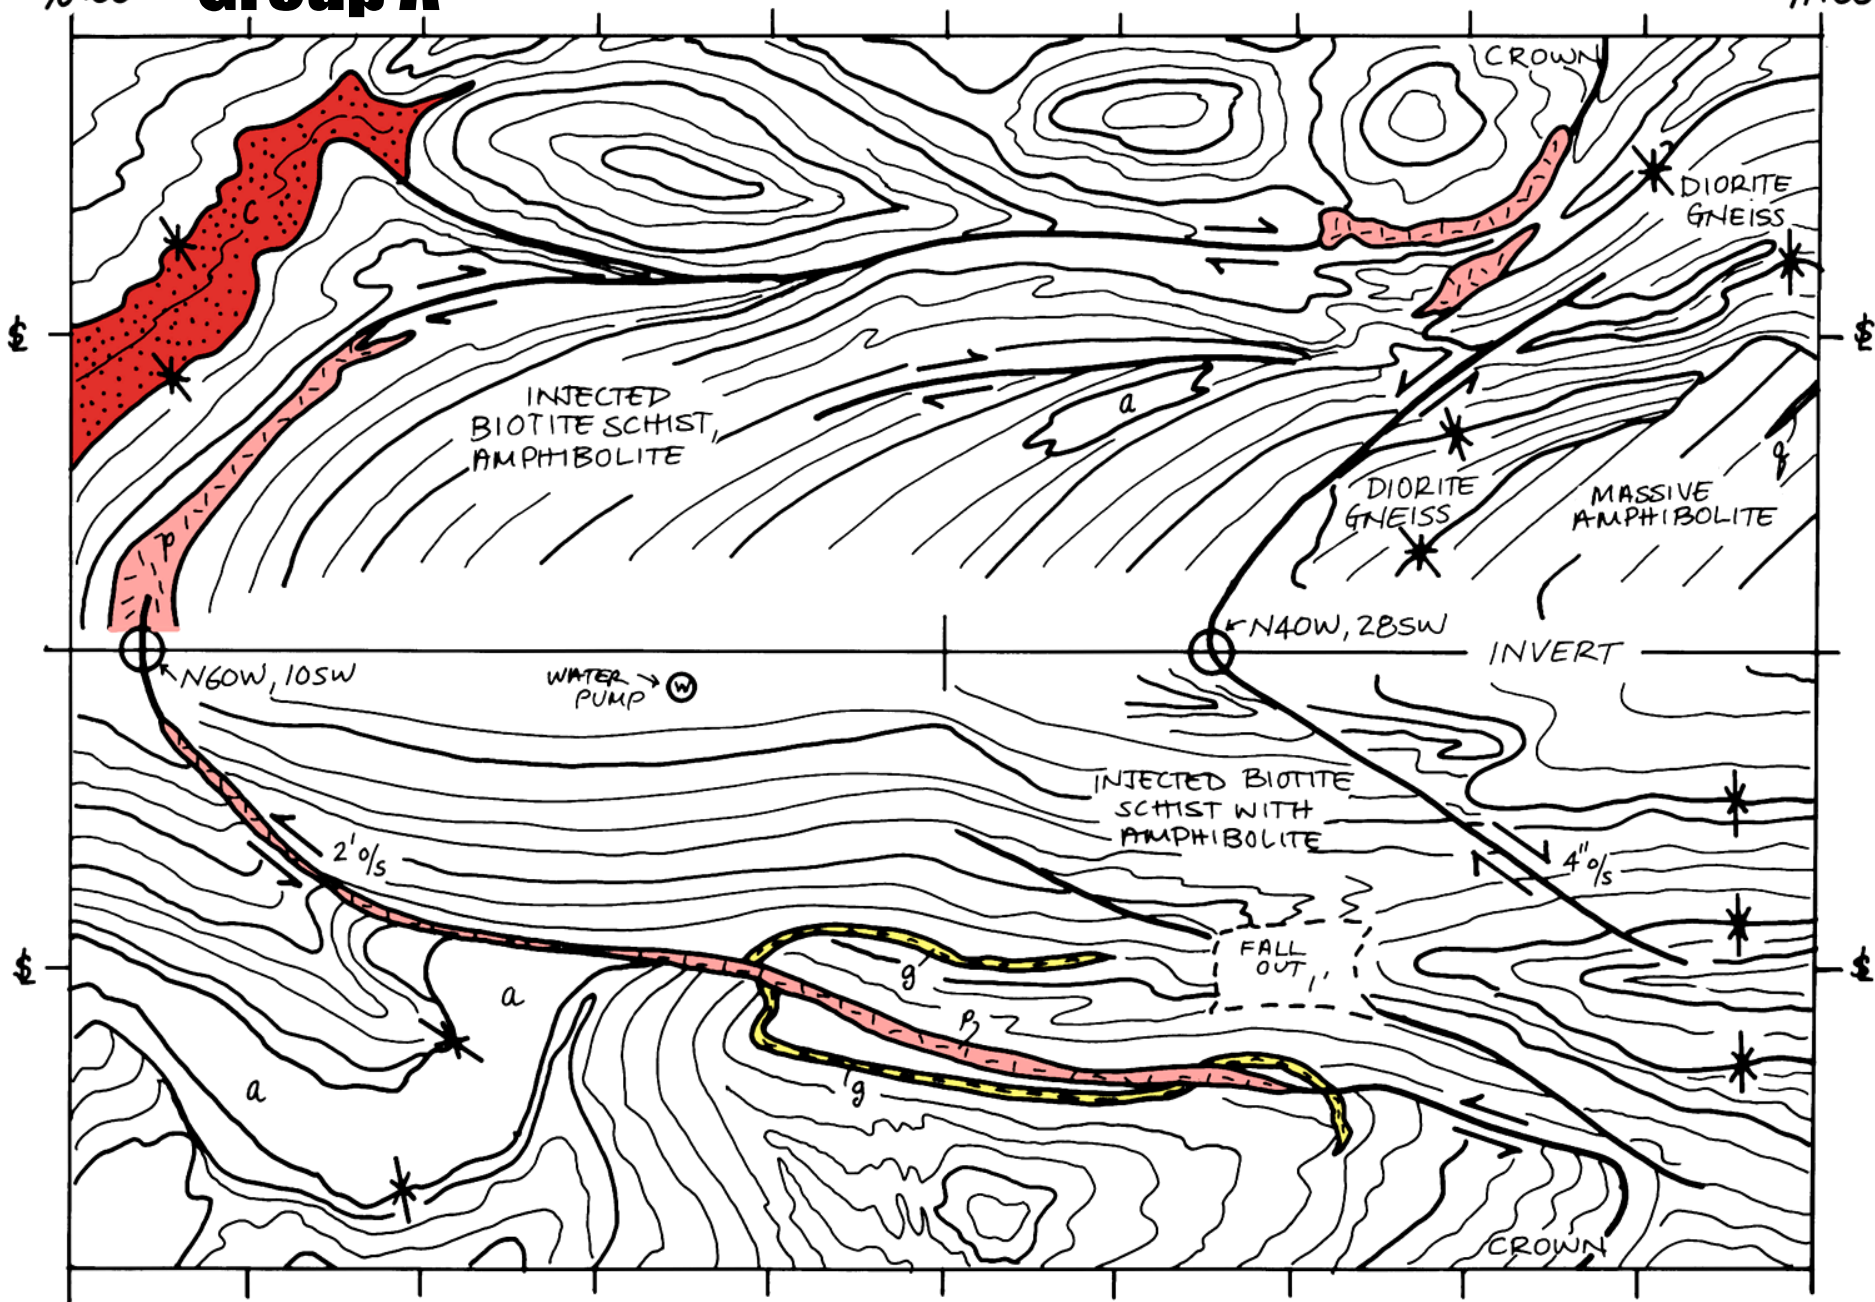 Group A
CROWN
DIORITE
GNEISS
C
INJECTED
BIOTITE SCHIST,
AMPHIBOLITE
a
DIORITE
GNEISS
MASSIVE
AMPHIBOLITE
q
p
N40W, 28SW
INVERT
N60W, 10SW
WATER
PUMP
W
INJECTED BIOTITE
SCHIST WITH
AMPHIBOLITE
2' o/s
4" o/s
FALL
OUT
g
a
p
g
a
CROWN